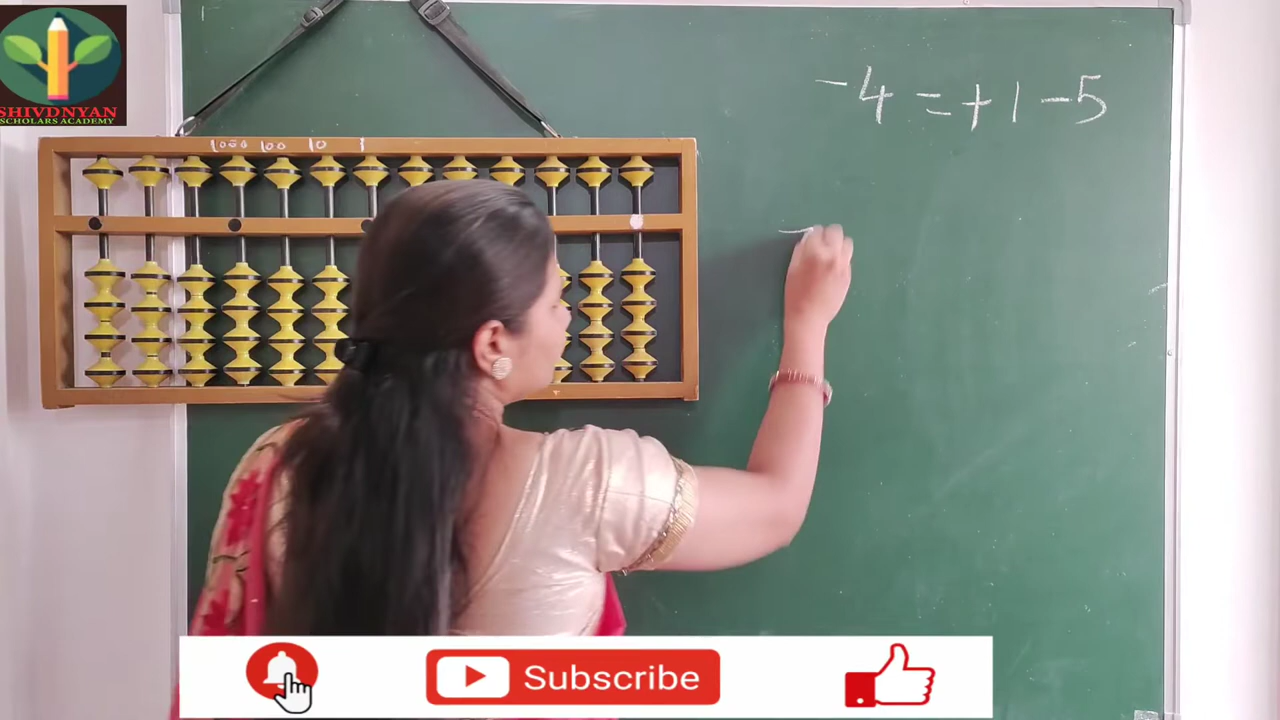 SHIVDNYAN
SCHOLARS ACADEMY
-4 = +1 -5
1000 100 10 1
Subscribe